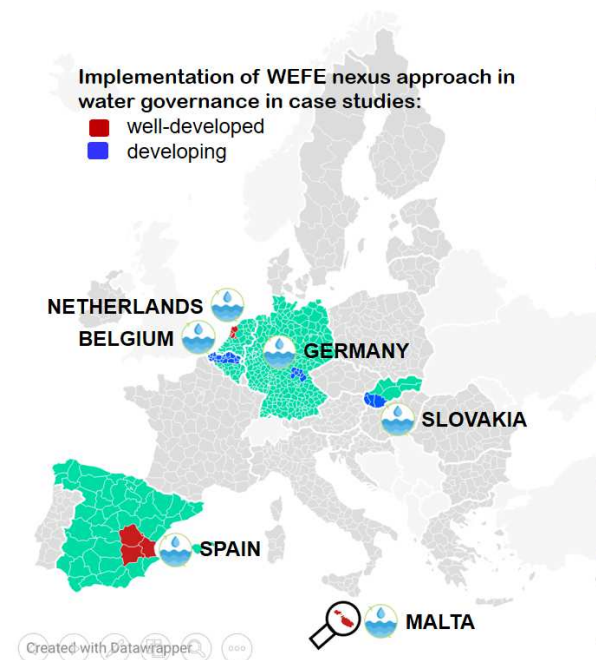 Implementation of WEFE nexus approach in
water governance in case studies:
well-developed
developing
NETHERLANDS
BELGIUM
GERMANY
SLOVAKIA
SPAIN
MALTA
Created with Datawrapper